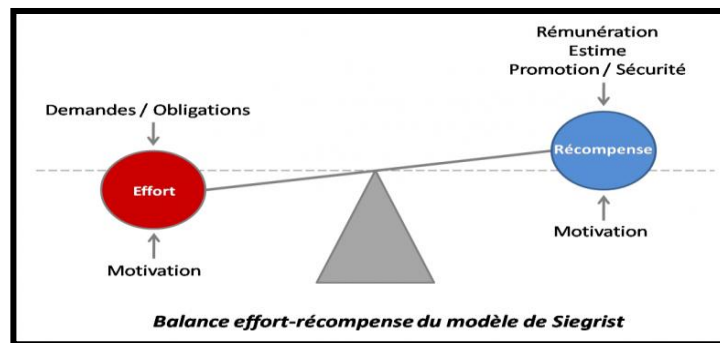 Rémunération
Estime
Promotion / Sécurité
Demandes / Obligations
Récompense
Effort
Motivation
Motivation
Balance effort-récompense du modèle de Siegrist